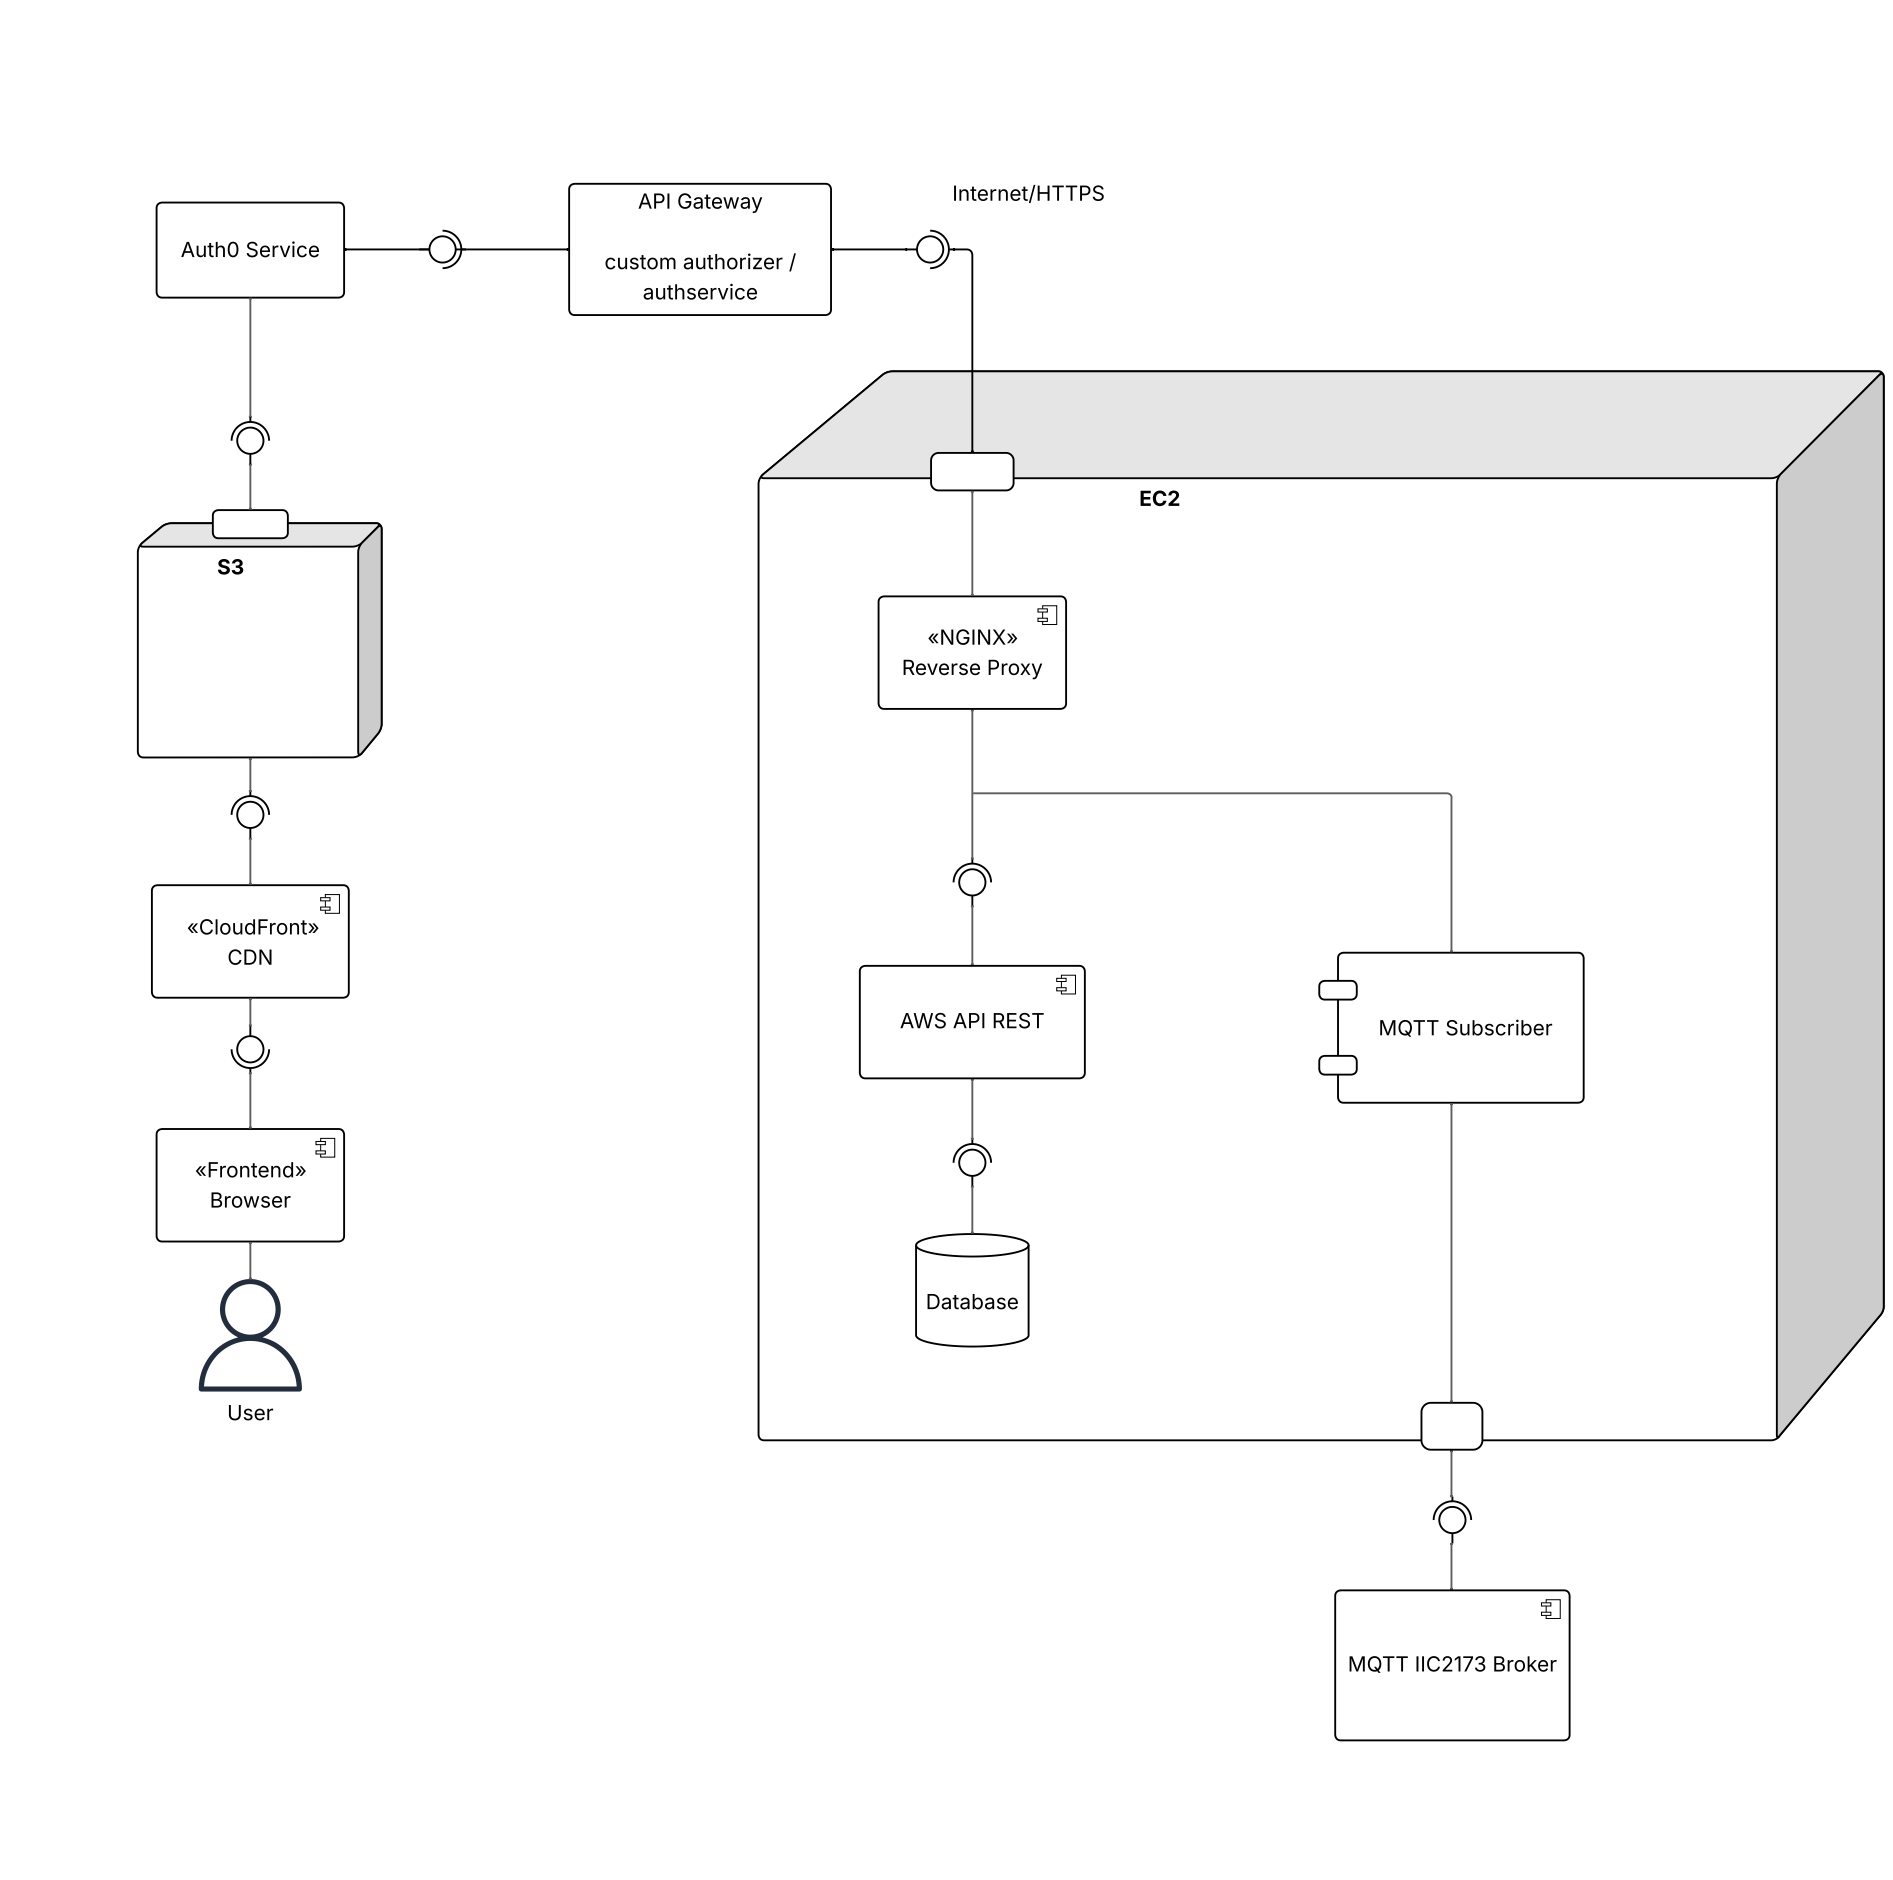 Internet/HTTPS
Auth0 Service
API Gateway
custom authorizer /
authservice
EC2
S3
«NGINX»
Reverse Proxy
«CloudFront»
CDN
AWS API REST
MQTT Subscriber
«Frontend»
Browser
Database
User
MQTT IIC2173 Broker